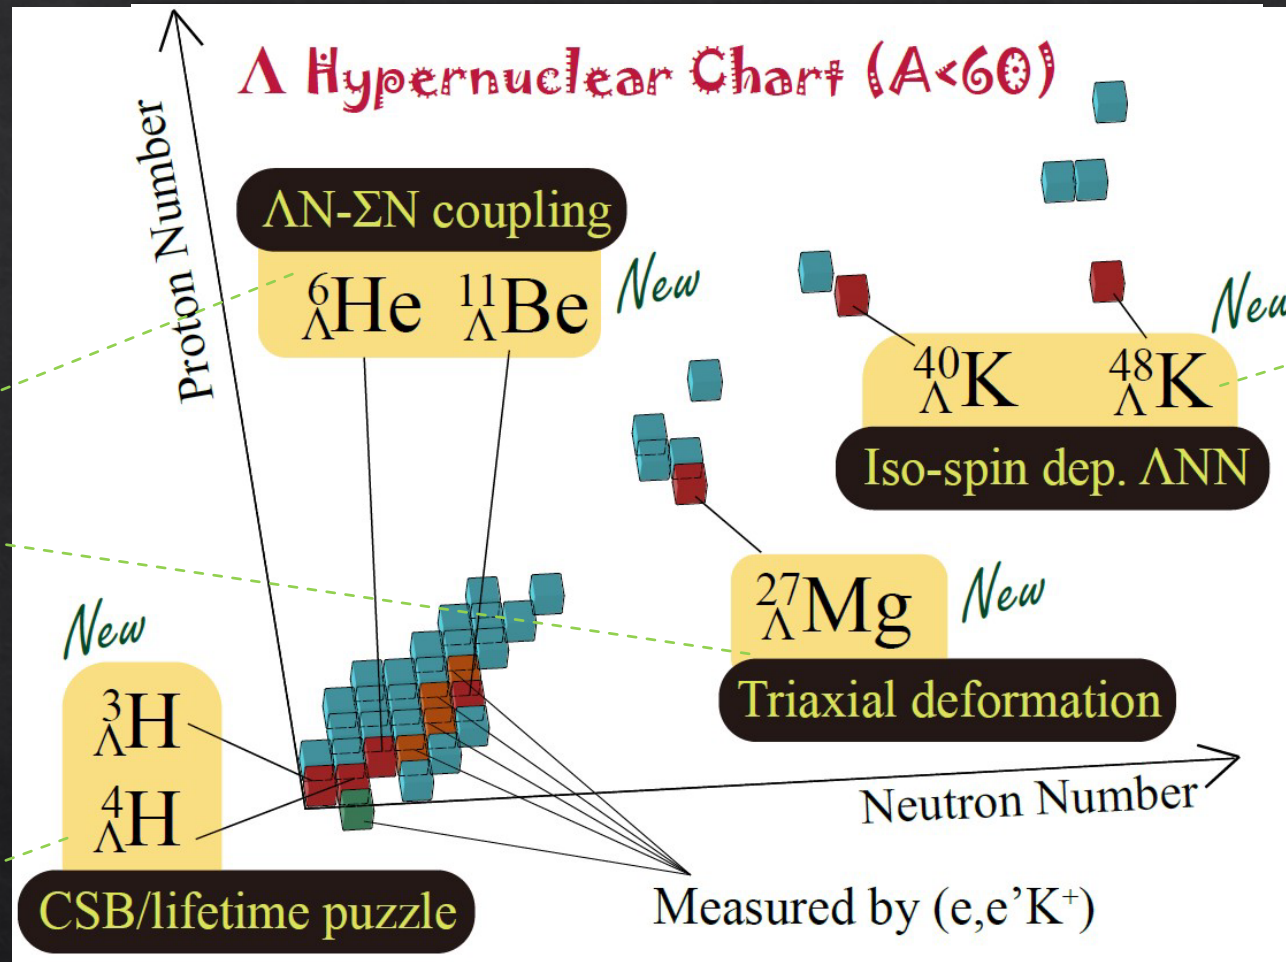 Λ Hypernuclear Chart (A<60)
Proton Number
ΛN-ΣN coupling
⁶ΛHe ¹¹ΛBe
New
New
⁴⁰ΛK ⁴⁸ΛK
Iso-spin dep. ΛNN
²⁷ΛMg
New
Triaxial deformation
New
³ΛH
⁴ΛH
CSB/lifetime puzzle
Neutron Number
Measured by (e,e’K⁺)